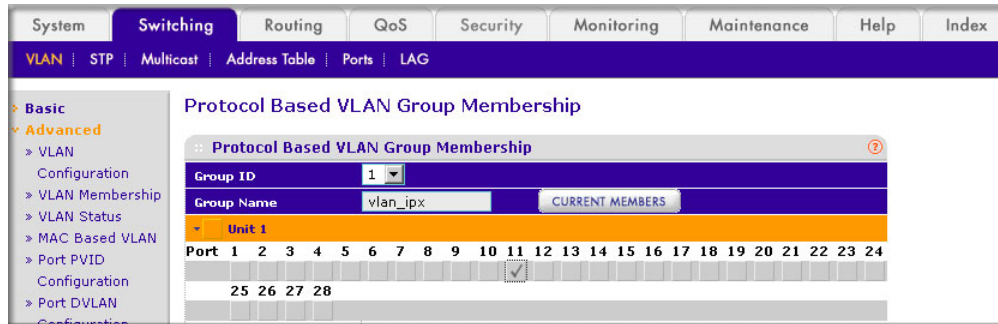 System Switching Routing QoS Security Monitoring Maintenance Help Index
VLAN STP Multicast Address Table Ports LAG
Basic
Advanced
» VLAN
Configuration
» VLAN Membership
» VLAN Status
» MAC Based VLAN
» Port PVID
Configuration
» Port DVLAN
Configuration
Protocol Based VLAN Group Membership
Protocol Based VLAN Group Membership ?
Group ID 1
Group Name vlan_ipx CURRENT MEMBERS
Unit 1
Port 1 2 3 4 5 6 7 8 9 10 11 12 13 14 15 16 17 18 19 20 21 22 23 24
25 26 27 28